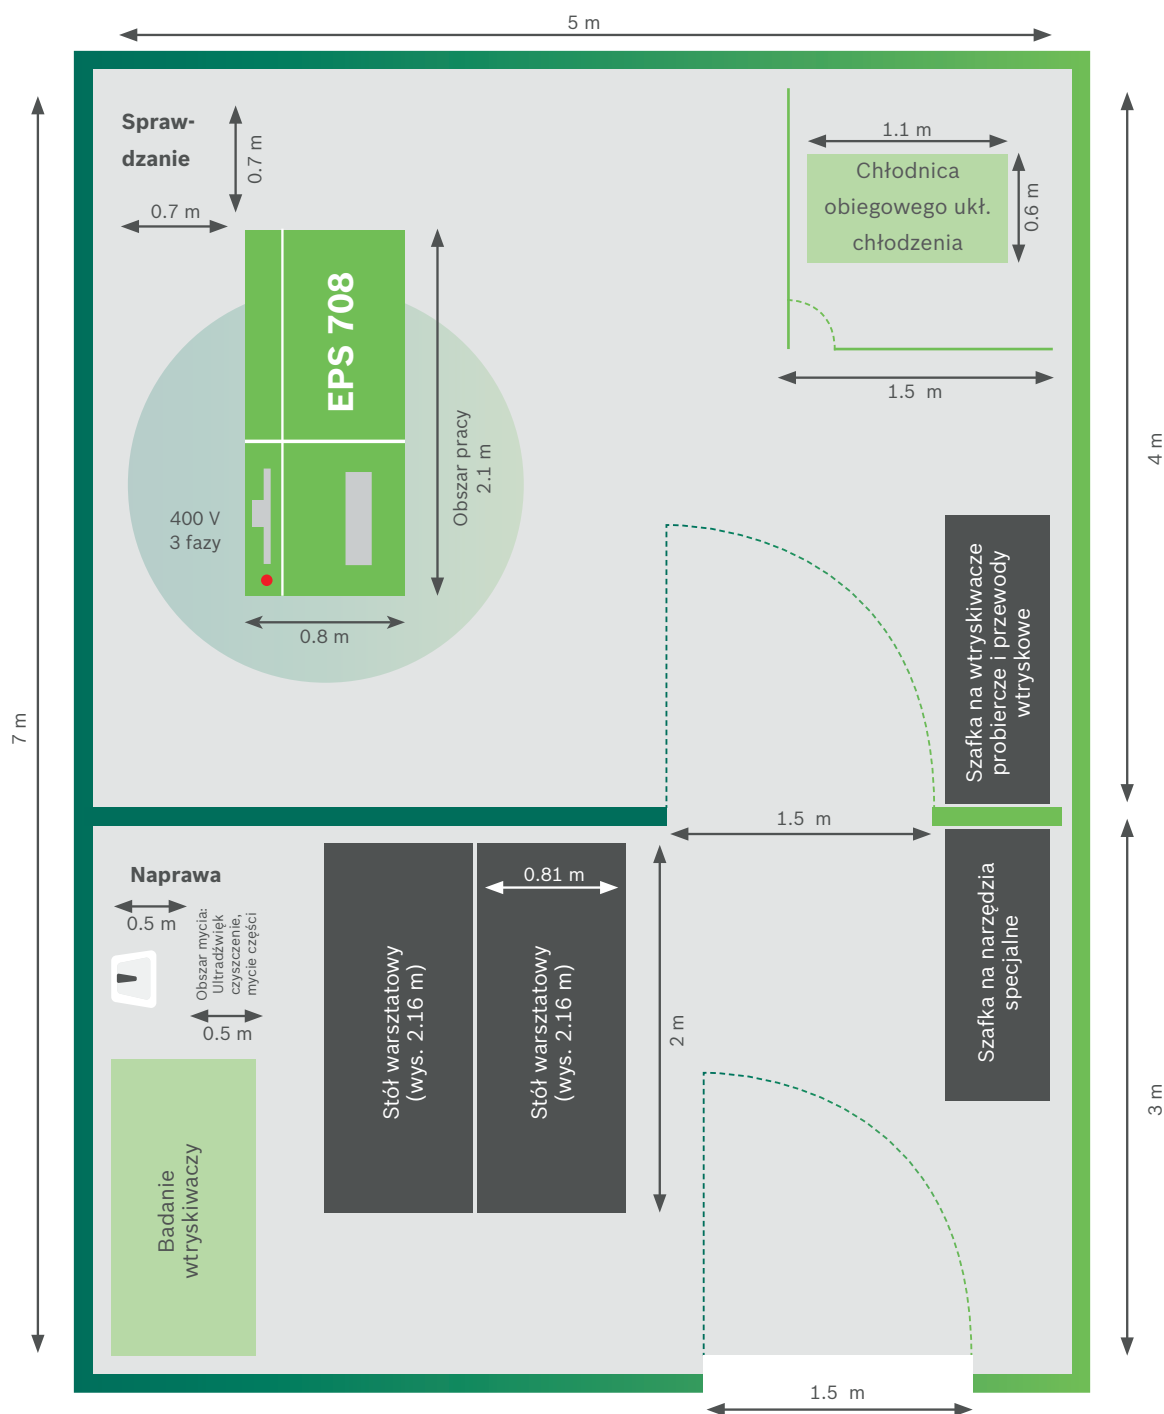 5 m
Spraw-
dzanie
0.7 m
0.7 m
1.1 m
Chłodnica
obiegowego ukł.
chłodzenia
0.6 m
1.5 m
EPS 708
Obszar pracy
2.1 m
400 V
3 fazy
0.8 m
4 m
7 m
Szafka na wtryskiwacze
probiercze i przewody
wtryskowe
1.5 m
Naprawa
0.5 m
Obszar mycia:
Ultradźwięk
czyszczenie,
mycie części
0.5 m
0.81 m
Stół warsztatowy
(wys. 2.16 m)
Stół warsztatowy
(wys. 2.16 m)
2 m
Szafka na narzędzia
specjalne
3 m
Badanie
wtryskiwaczy
1.5 m